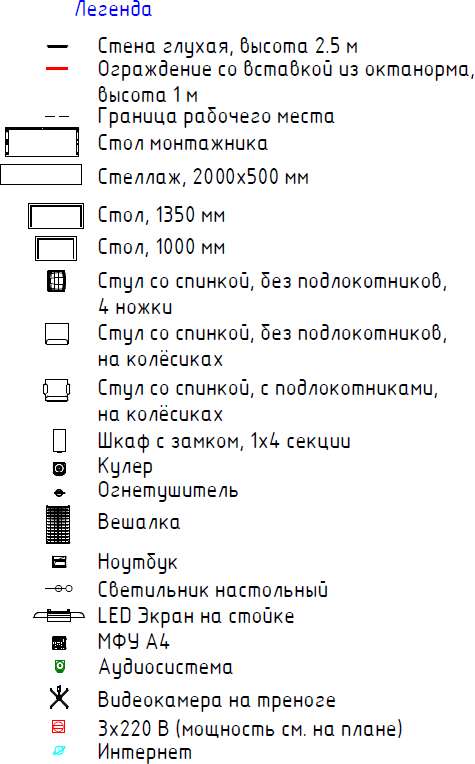 Легенда
Стена глухая, высота 2.5 м
Ограждение со вставкой из октанорма,
высота 1 м
Граница рабочего места
Стол монтажника
Стеллаж, 2000х500 мм
Стол, 1350 мм
Стол, 1000 мм
Стул со спинкой, без подлокотников,
4 ножки
Стул со спинкой, без подлокотников,
на колёсиках
Стул со спинкой, с подлокотниками,
на колёсиках
Шкаф с замком, 1х4 секции
Кулер
Огнетушитель
Вешалка
Ноутбук
Светильник настольный
LED Экран на стойке
МФУ А4
Аудиосистема
Видеокамера на треноге
3х220 В (мощность см. на плане)
Интернет